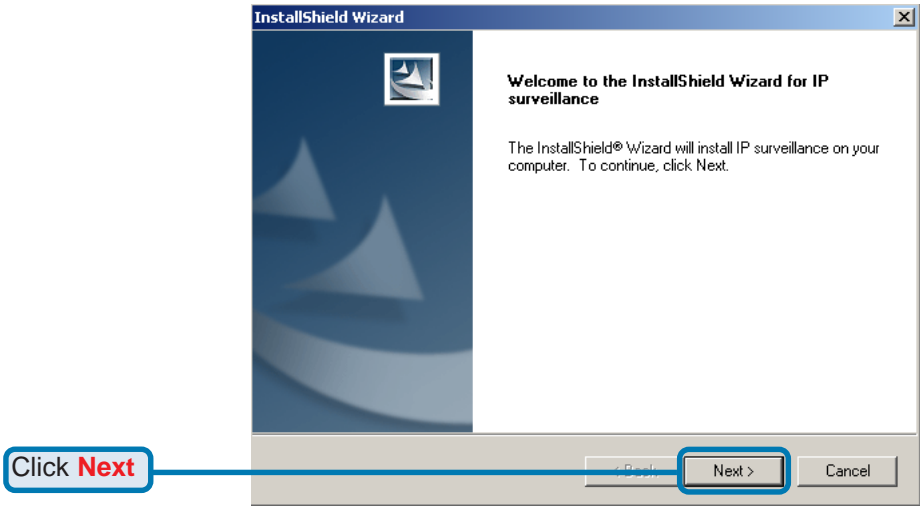 InstallShield Wizard
Welcome to the InstallShield Wizard for IP
surveillance
The InstallShield® Wizard will install IP surveillance on your
computer. To continue, click Next.
Click Next
< Back
Next >
Cancel